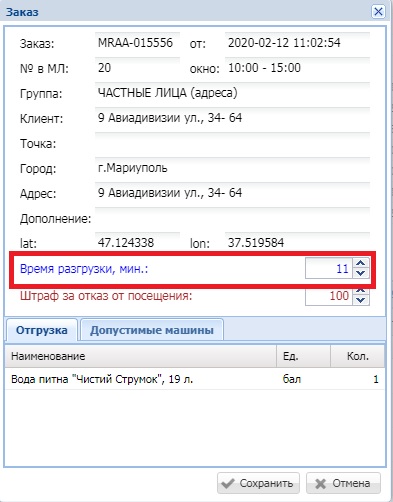 Заказ
Заказ: MRAA-015556 от: 2020-02-12 11:02:54
№ в МЛ: 20 окно: 10:00 - 15:00
Группа: ЧАСТНЫЕ ЛИЦА (адреса)
Клиент: 9 Авиадивизии ул., 34- 64
Точка:
Город: г.Мариуполь
Адрес: 9 Авиадивизии ул., 34- 64
Дополнение:
lat: 47.124338 lon: 37.519584
Время разгрузки, мин.: 11
Штраф за отказ от посещения: 100
Отгрузка Допустимые машины
Наименование Ед. Кол.
Вода питна "Чистий Струмок", 19 л. бал 1
Сохранить Отмена